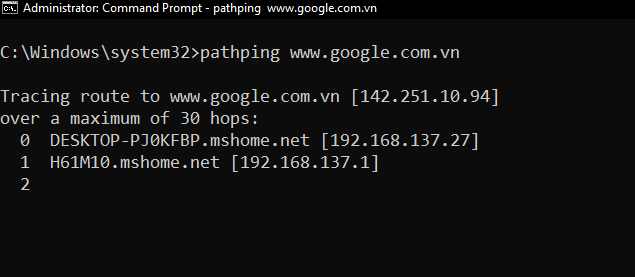 Administrator: Command Prompt - pathping www.google.com.vn
C:\Windows\system32>pathping www.google.com.vn
Tracing route to www.google.com.vn [142.251.10.94]
over a maximum of 30 hops:
0 DESKTOP-PJ0KFBP.mshome.net [192.168.137.27]
1 H61M10.mshome.net [192.168.137.1]
2